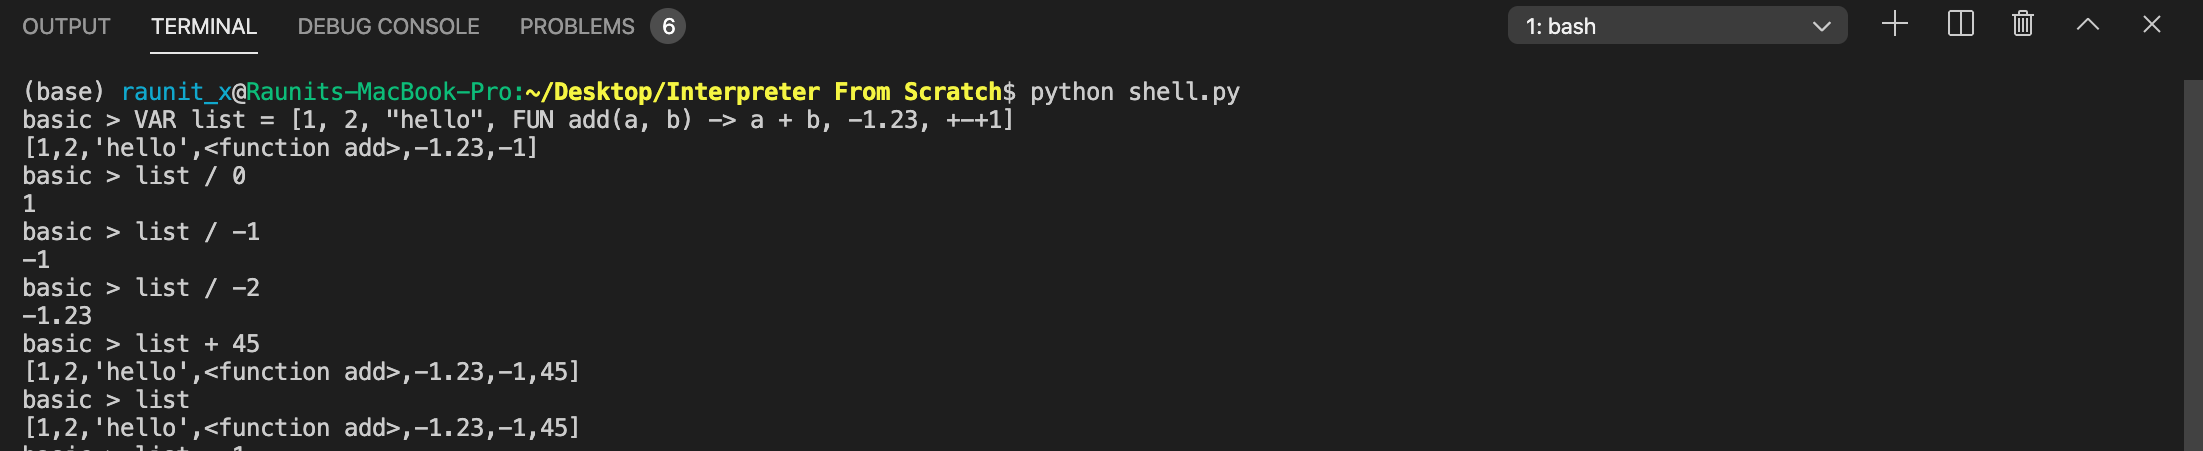 OUTPUT TERMINAL DEBUG CONSOLE PROBLEMS 6 1: bash
(base) raunit_x@Raunits-MacBook-Pro:~/Desktop/Interpreter From Scratch$ python shell.py
basic > VAR list = [1, 2, "hello", FUN add(a, b) -> a + b, -1.23, +-+1]
[1,2,'hello',<function add>,-1.23,-1]
basic > list / 0
1
basic > list / -1
-1
basic > list / -2
-1.23
basic > list + 45
[1,2,'hello',<function add>,-1.23,-1,45]
basic > list
[1,2,'hello',<function add>,-1.23,-1,45]